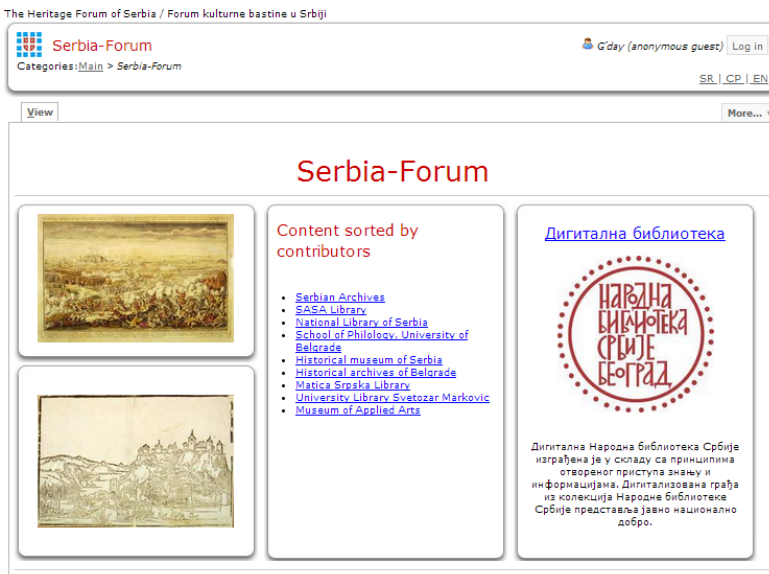 The Heritage Forum of Serbia / Forum kulturne bastine u Srbiji
Serbia-Forum
G'day (anonymous guest) Log in
Categories:Main > Serbia-Forum
SR | CP | EN
View
More...
Serbia-Forum
Content sorted by
contributors
Serbian Archives
SASA Library
National Library of Serbia
School of Philology, University of
Belgrade
Historical museum of Serbia
Historical archives of Belgrade
Matica Srpska Library
University Library Svetozar Markovic
Museum of Applied Arts
Дигитална библиотека
НАРОДНА
БИБЛИОТЕКА
СРБИЈЕ
БЕОГРАД
Дигитална Народна библиотека Србије
изграђена је у складу са принципима
отвореног приступа знању и
информацијама. Дигитализована грађа
из колекција Народне библиотеке
Србије представља јавно национално
добро.